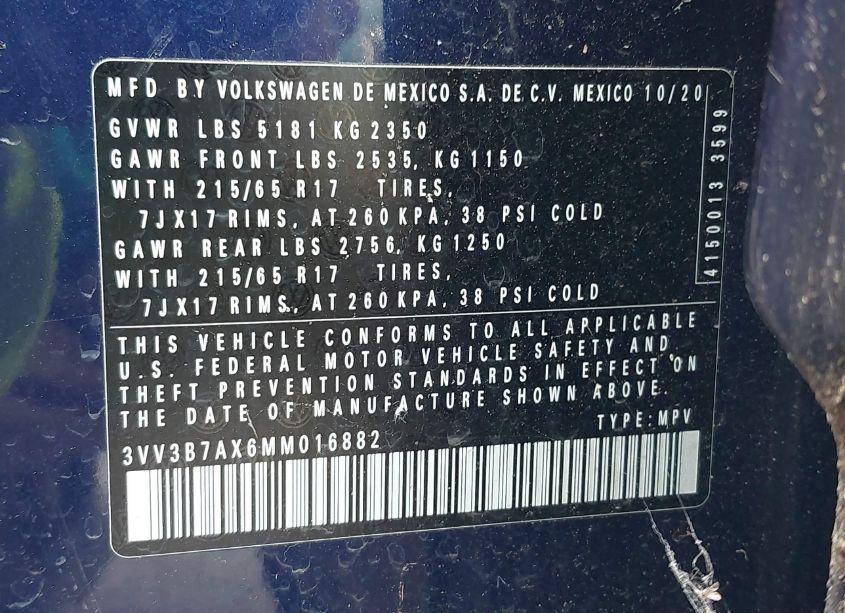 MFD BY VOLKSWAGEN DE MEXICO S.A. DE C.V. MEXICO 10/20
GVWR LBS 5181 KG 2350
GAWR FRONT LBS 2535, KG 1150
WITH 215/65 R17 TIRES,
7JX17 RIMS, AT 260 KPA, 38 PSI COLD
GAWR REAR LBS 2756, KG 1250
WITH 215/65 R17 TIRES,
7JX17 RIMS, AT 260 KPA, 38 PSI COLD
4150013 3599
THIS VEHICLE CONFORMS TO ALL APPLICABLE
U.S. FEDERAL MOTOR VEHICLE SAFETY AND
THEFT PREVENTION STANDARDS IN EFFECT ON
THE DATE OF MANUFACTURE SHOWN ABOVE.
3VV3B7AX6MM016882 TYPE: MPV